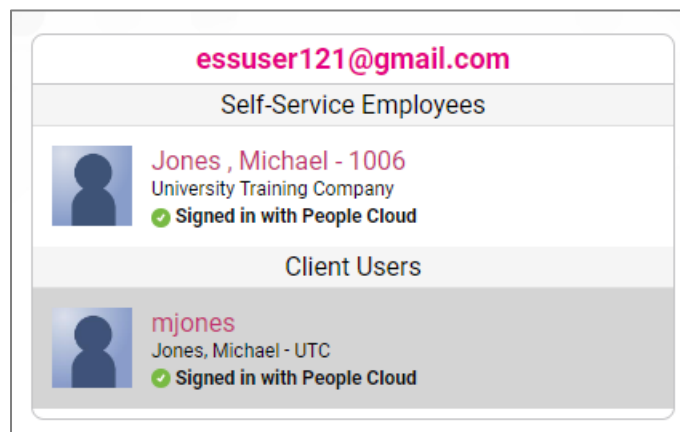 essuser121@gmail.com
Self-Service Employees
Jones , Michael - 1006
University Training Company
Signed in with People Cloud
Client Users
mjones
Jones, Michael - UTC
Signed in with People Cloud